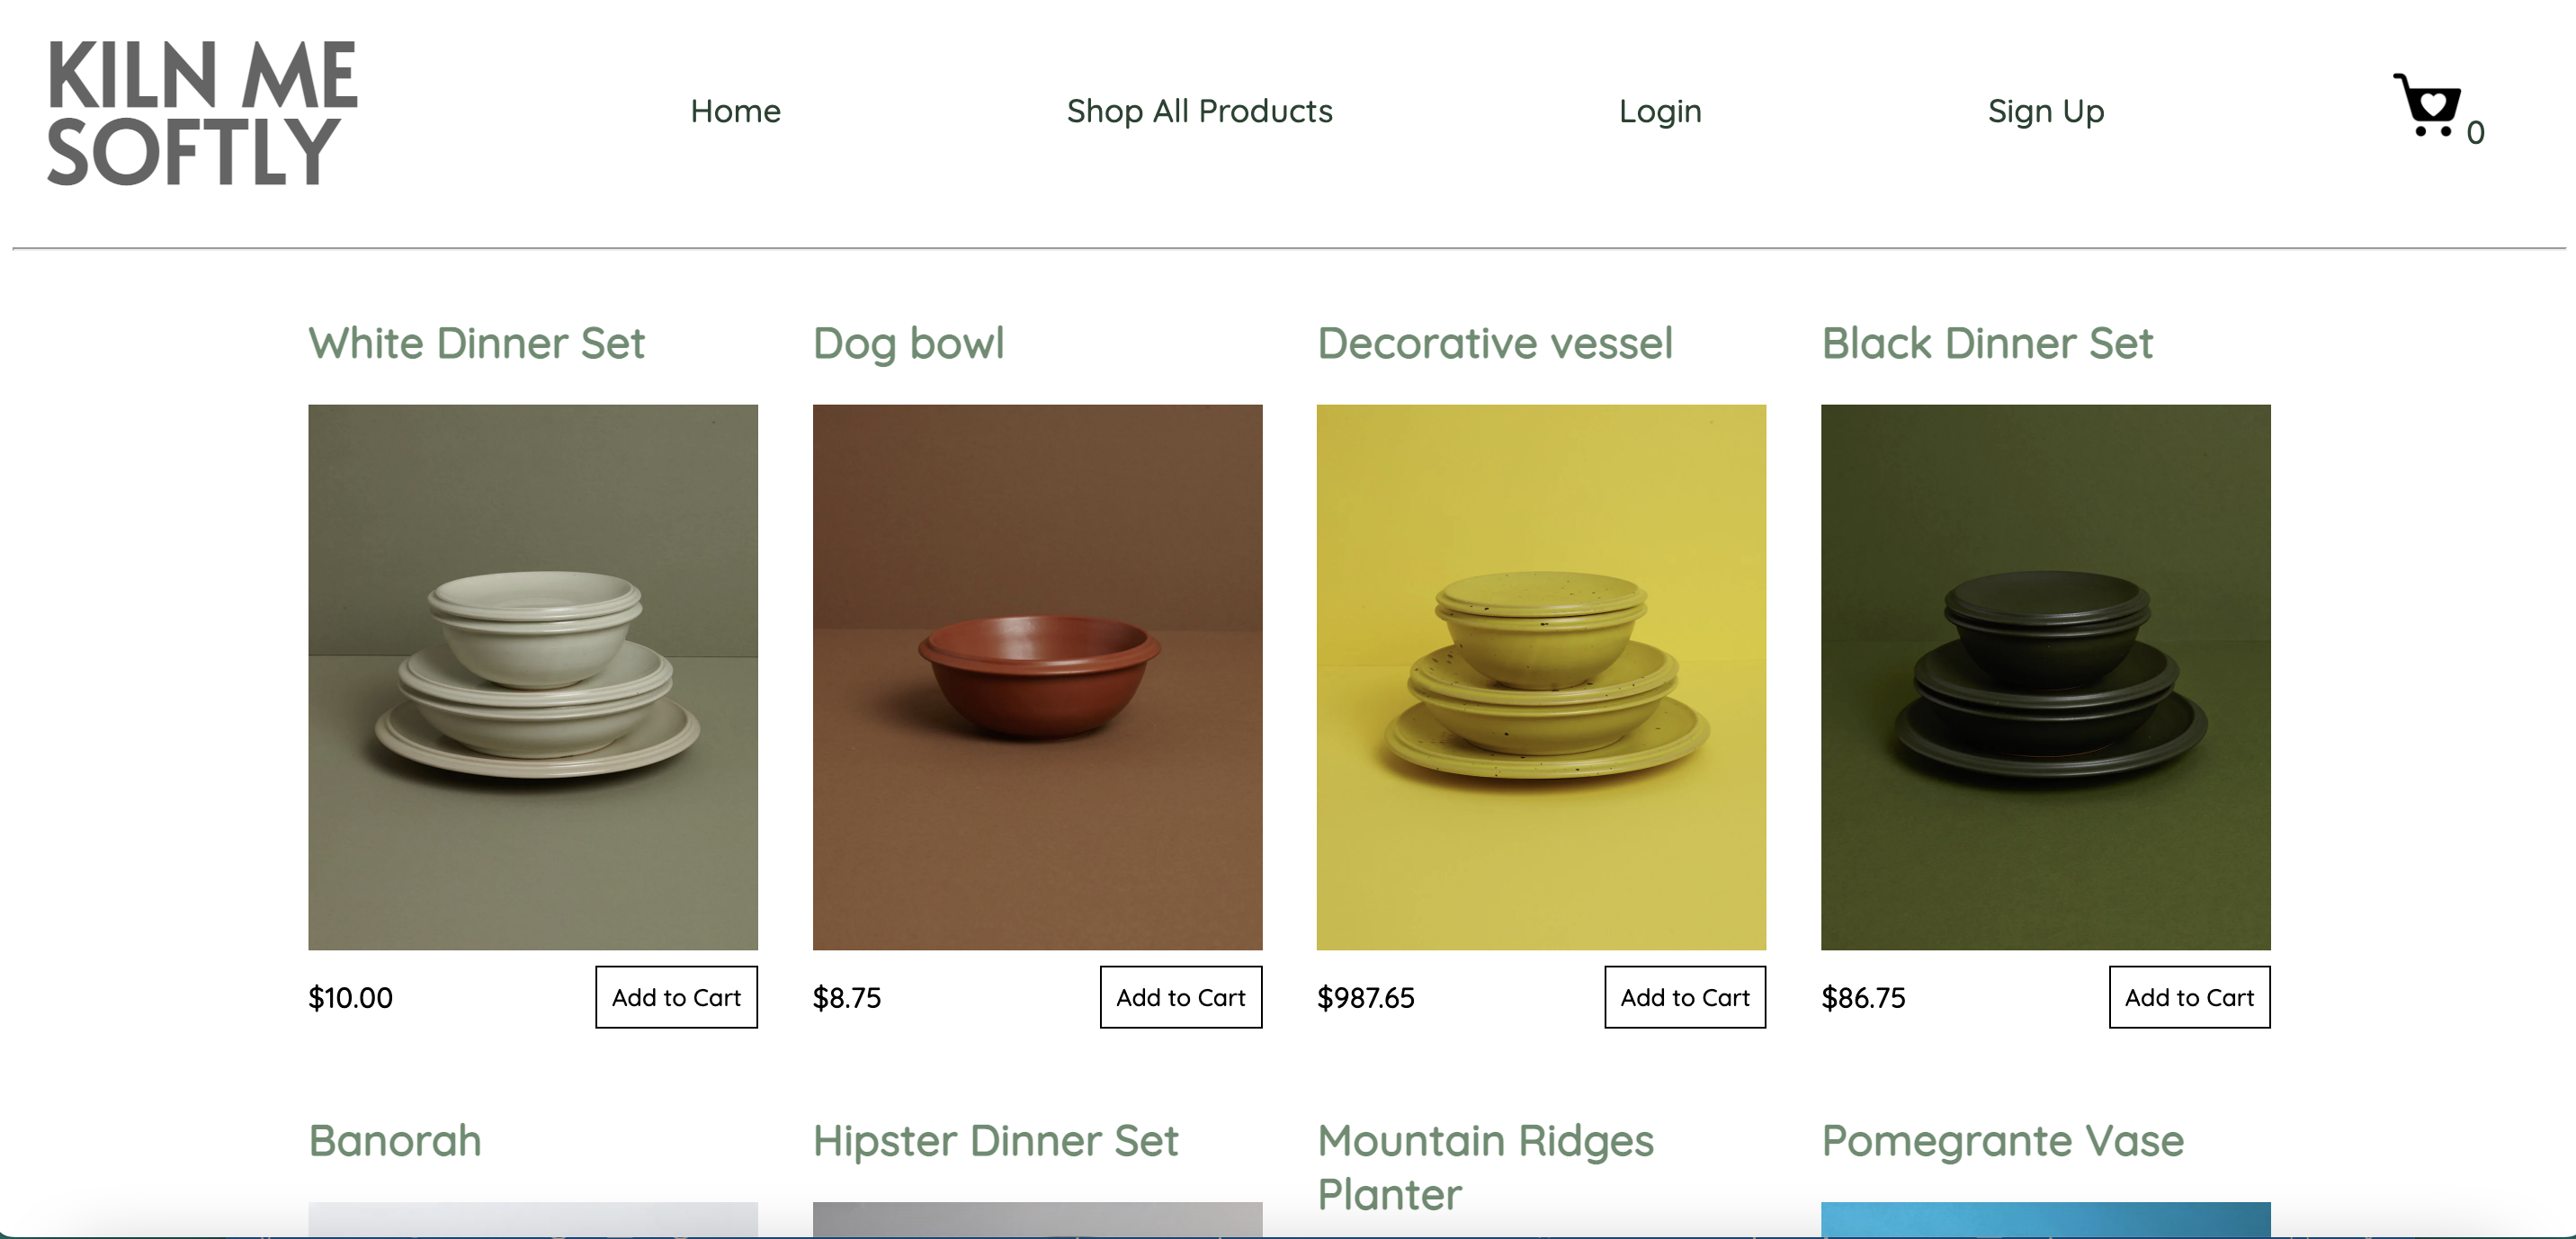 KILN ME
SOFTLY
Home
Shop All Products
Login
Sign Up
0
White Dinner Set
Dog bowl
Decorative vessel
Black Dinner Set
$10.00
Add to Cart
$8.75
Add to Cart
$987.65
Add to Cart
$86.75
Add to Cart
Banorah
Hipster Dinner Set
Mountain Ridges
Planter
Pomegrante Vase